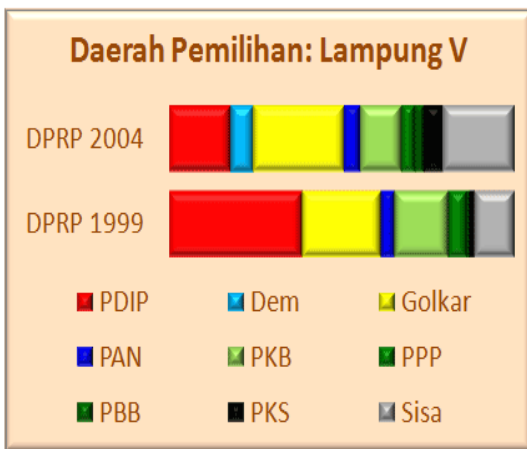 Daerah Pemilihan: Lampung V
DPRP 2004
DPRP 1999
PDIP Dem Golkar
PAN PKB PPP
PBB PKS Sisa